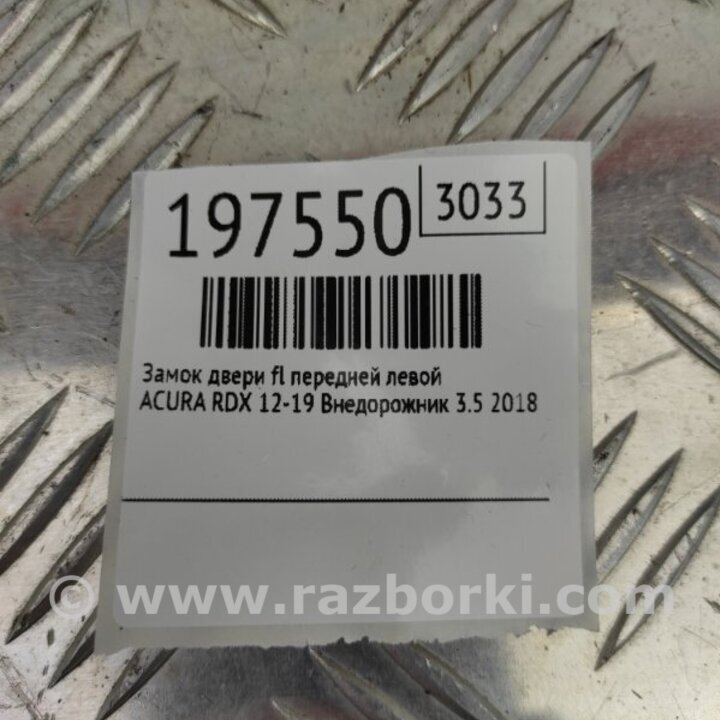 197550 3033
Замок двери fl передней левой
ACURA RDX 12-19 Внедорожник 3.5 2018
© www.razborki.com